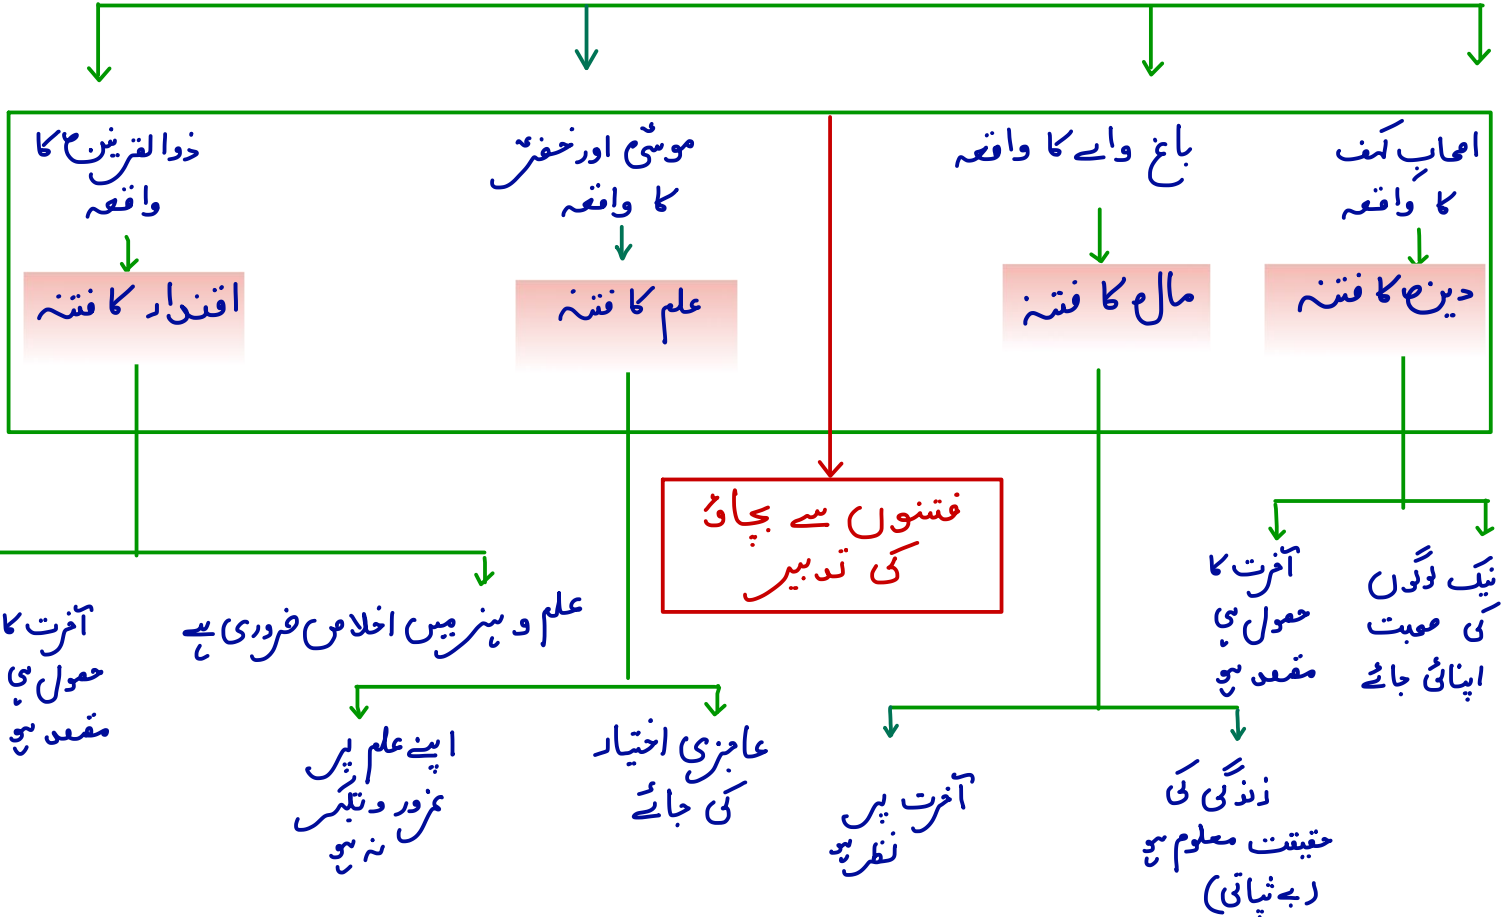 اصحابِ کہف
کا واقعہ
دین کا فتنہ
باغ والے کا واقعہ
مال کا فتنہ
موسیٰؑ اور خضرؑ
کا واقعہ
علم کا فتنہ
ذوالقرنین کا
واقعہ
اقتدار کا فتنہ
فتنوں سے بچاؤ
کی تدبیر
نیک لوگوں
کی صحبت
اپنائی جائے
آخرت کا
حصول ہی
مقصد ہو
زندگی کی
حقیقت معلوم ہو
(بے ثباتی)
آخرت پر
نظر ہو
عاجزی اختیار
کی جائے
اپنے علم پر
غرور و تکبر
نہ ہو
علم و ہنر میں اخلاص ضروری ہے
آخرت کا
حصول ہی
مقصد ہو